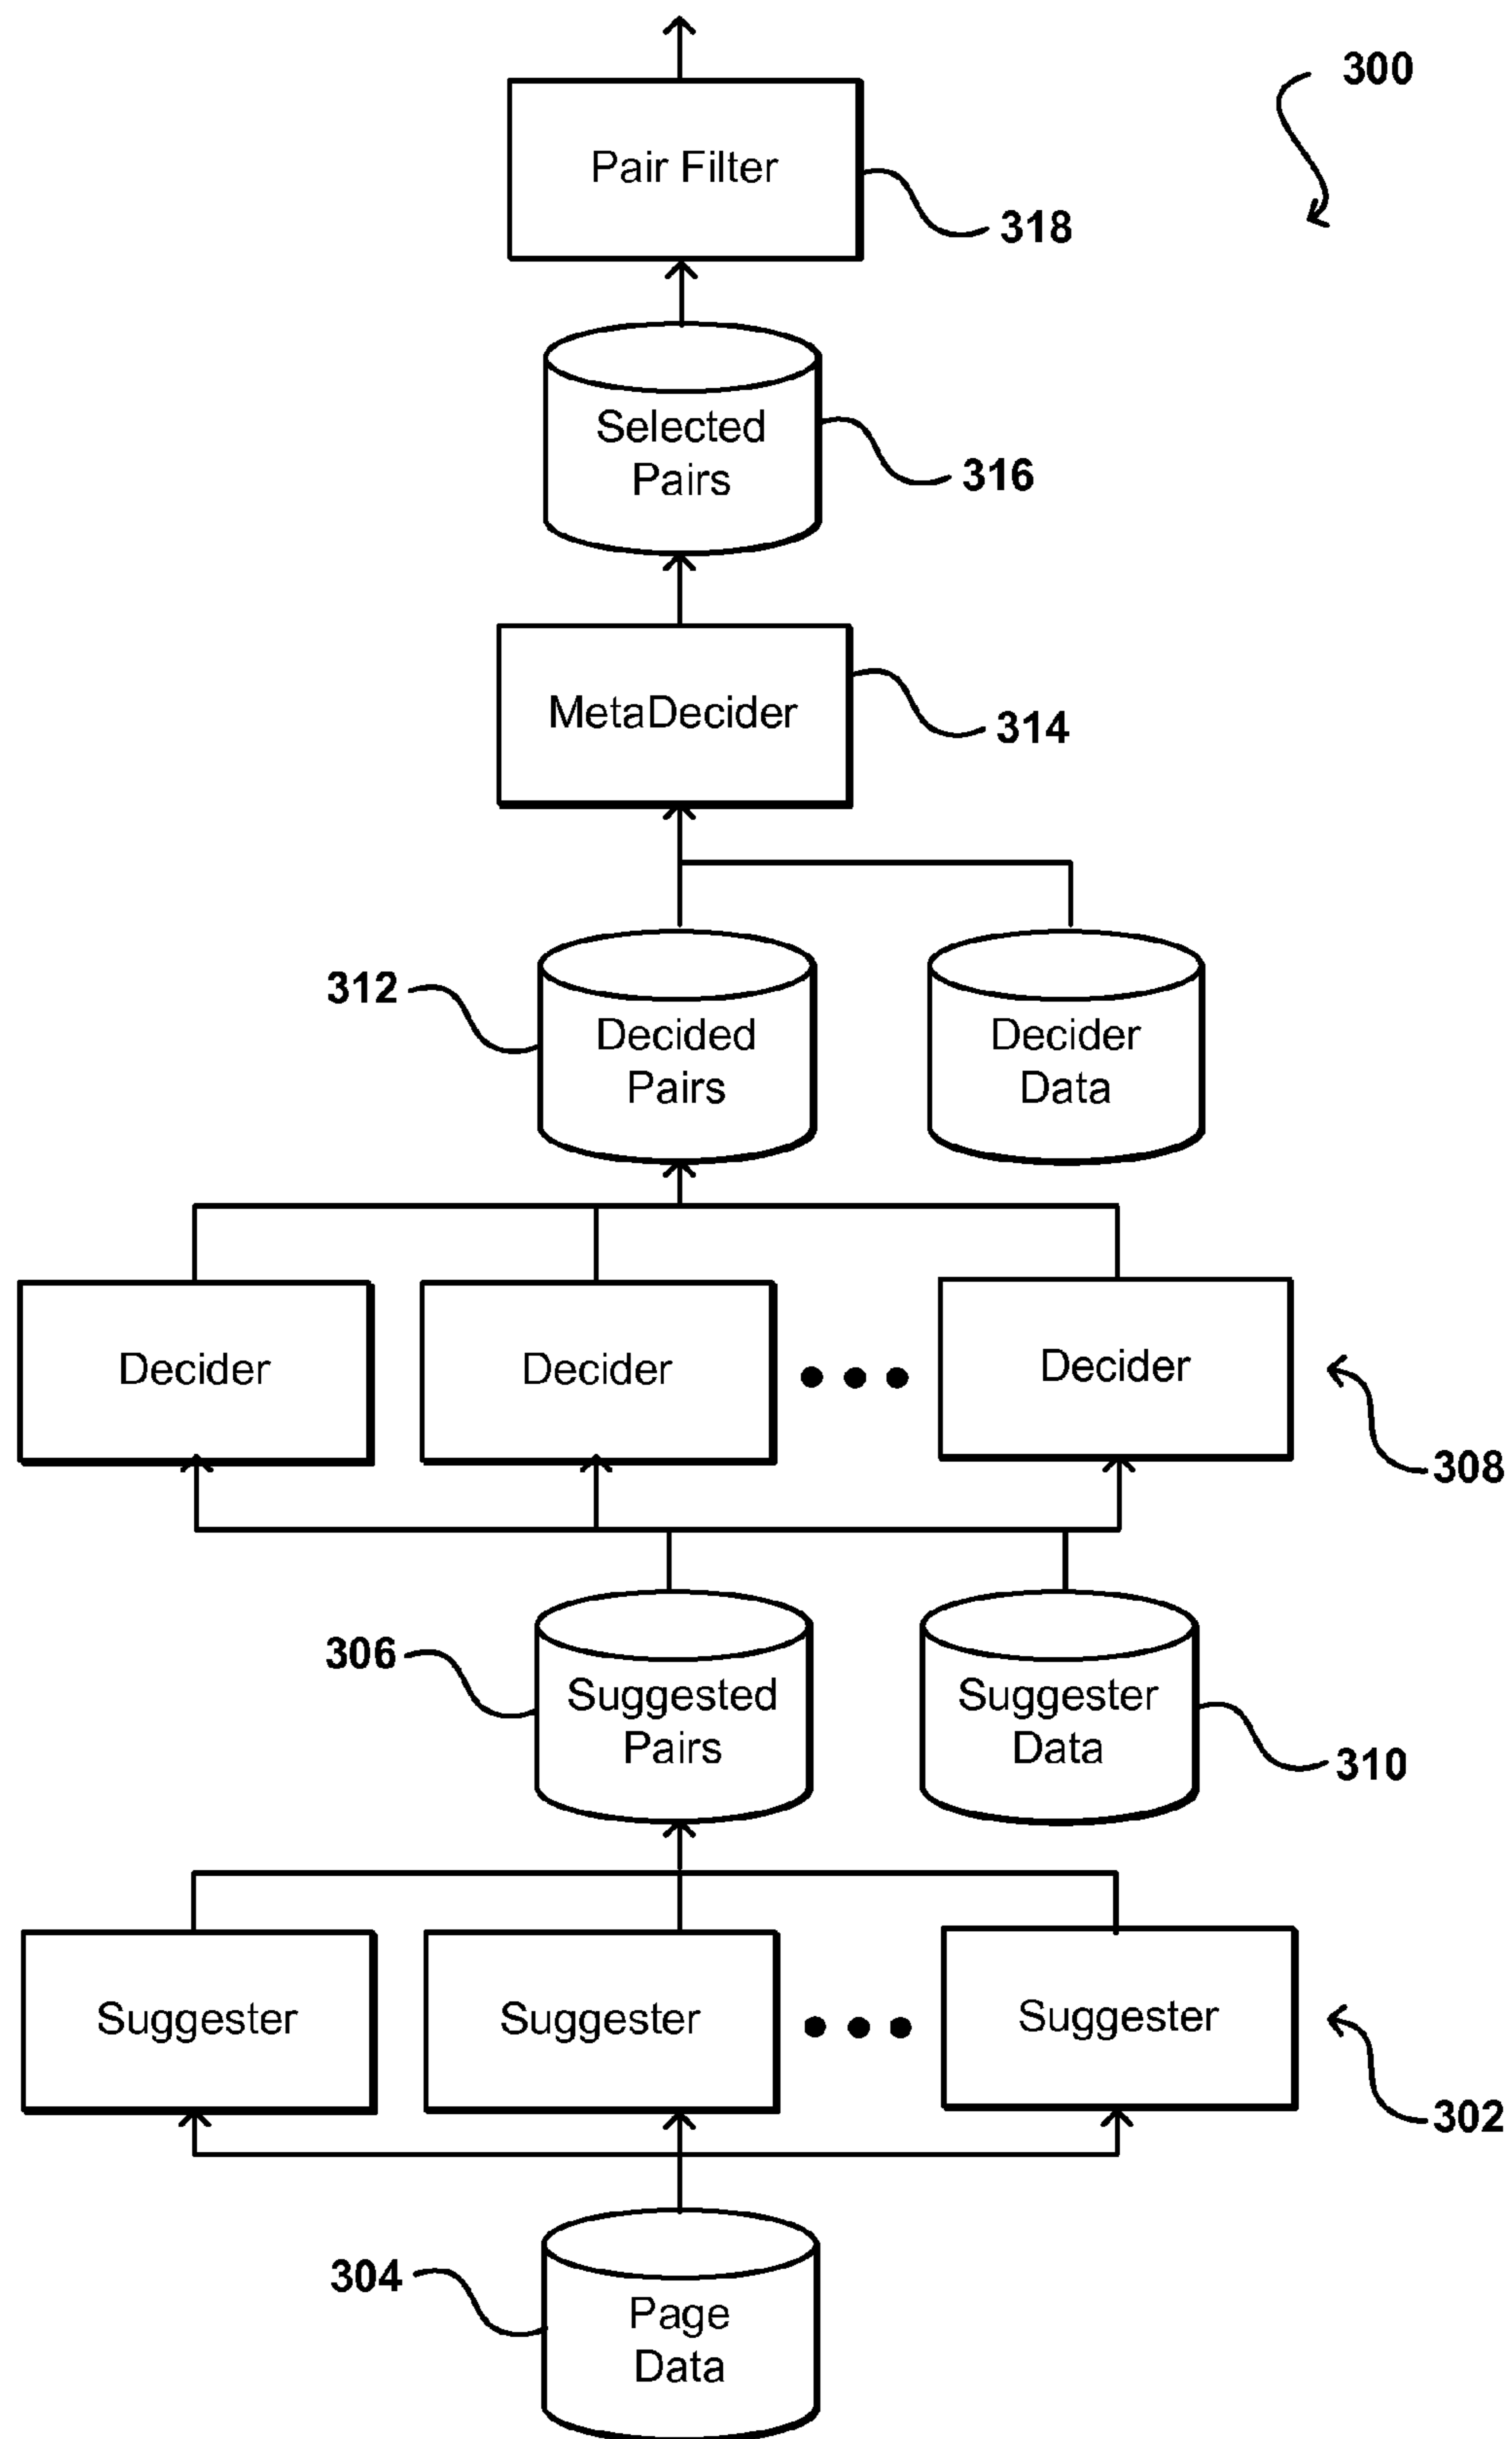 300
Pair Filter
318
Selected
Pairs
316
MetaDecider
314
312
Decided
Pairs
Decider
Data
Decider
Decider
Decider
308
306
Suggested
Pairs
Suggester
Data
310
Suggester
Suggester
Suggester
302
304
Page
Data